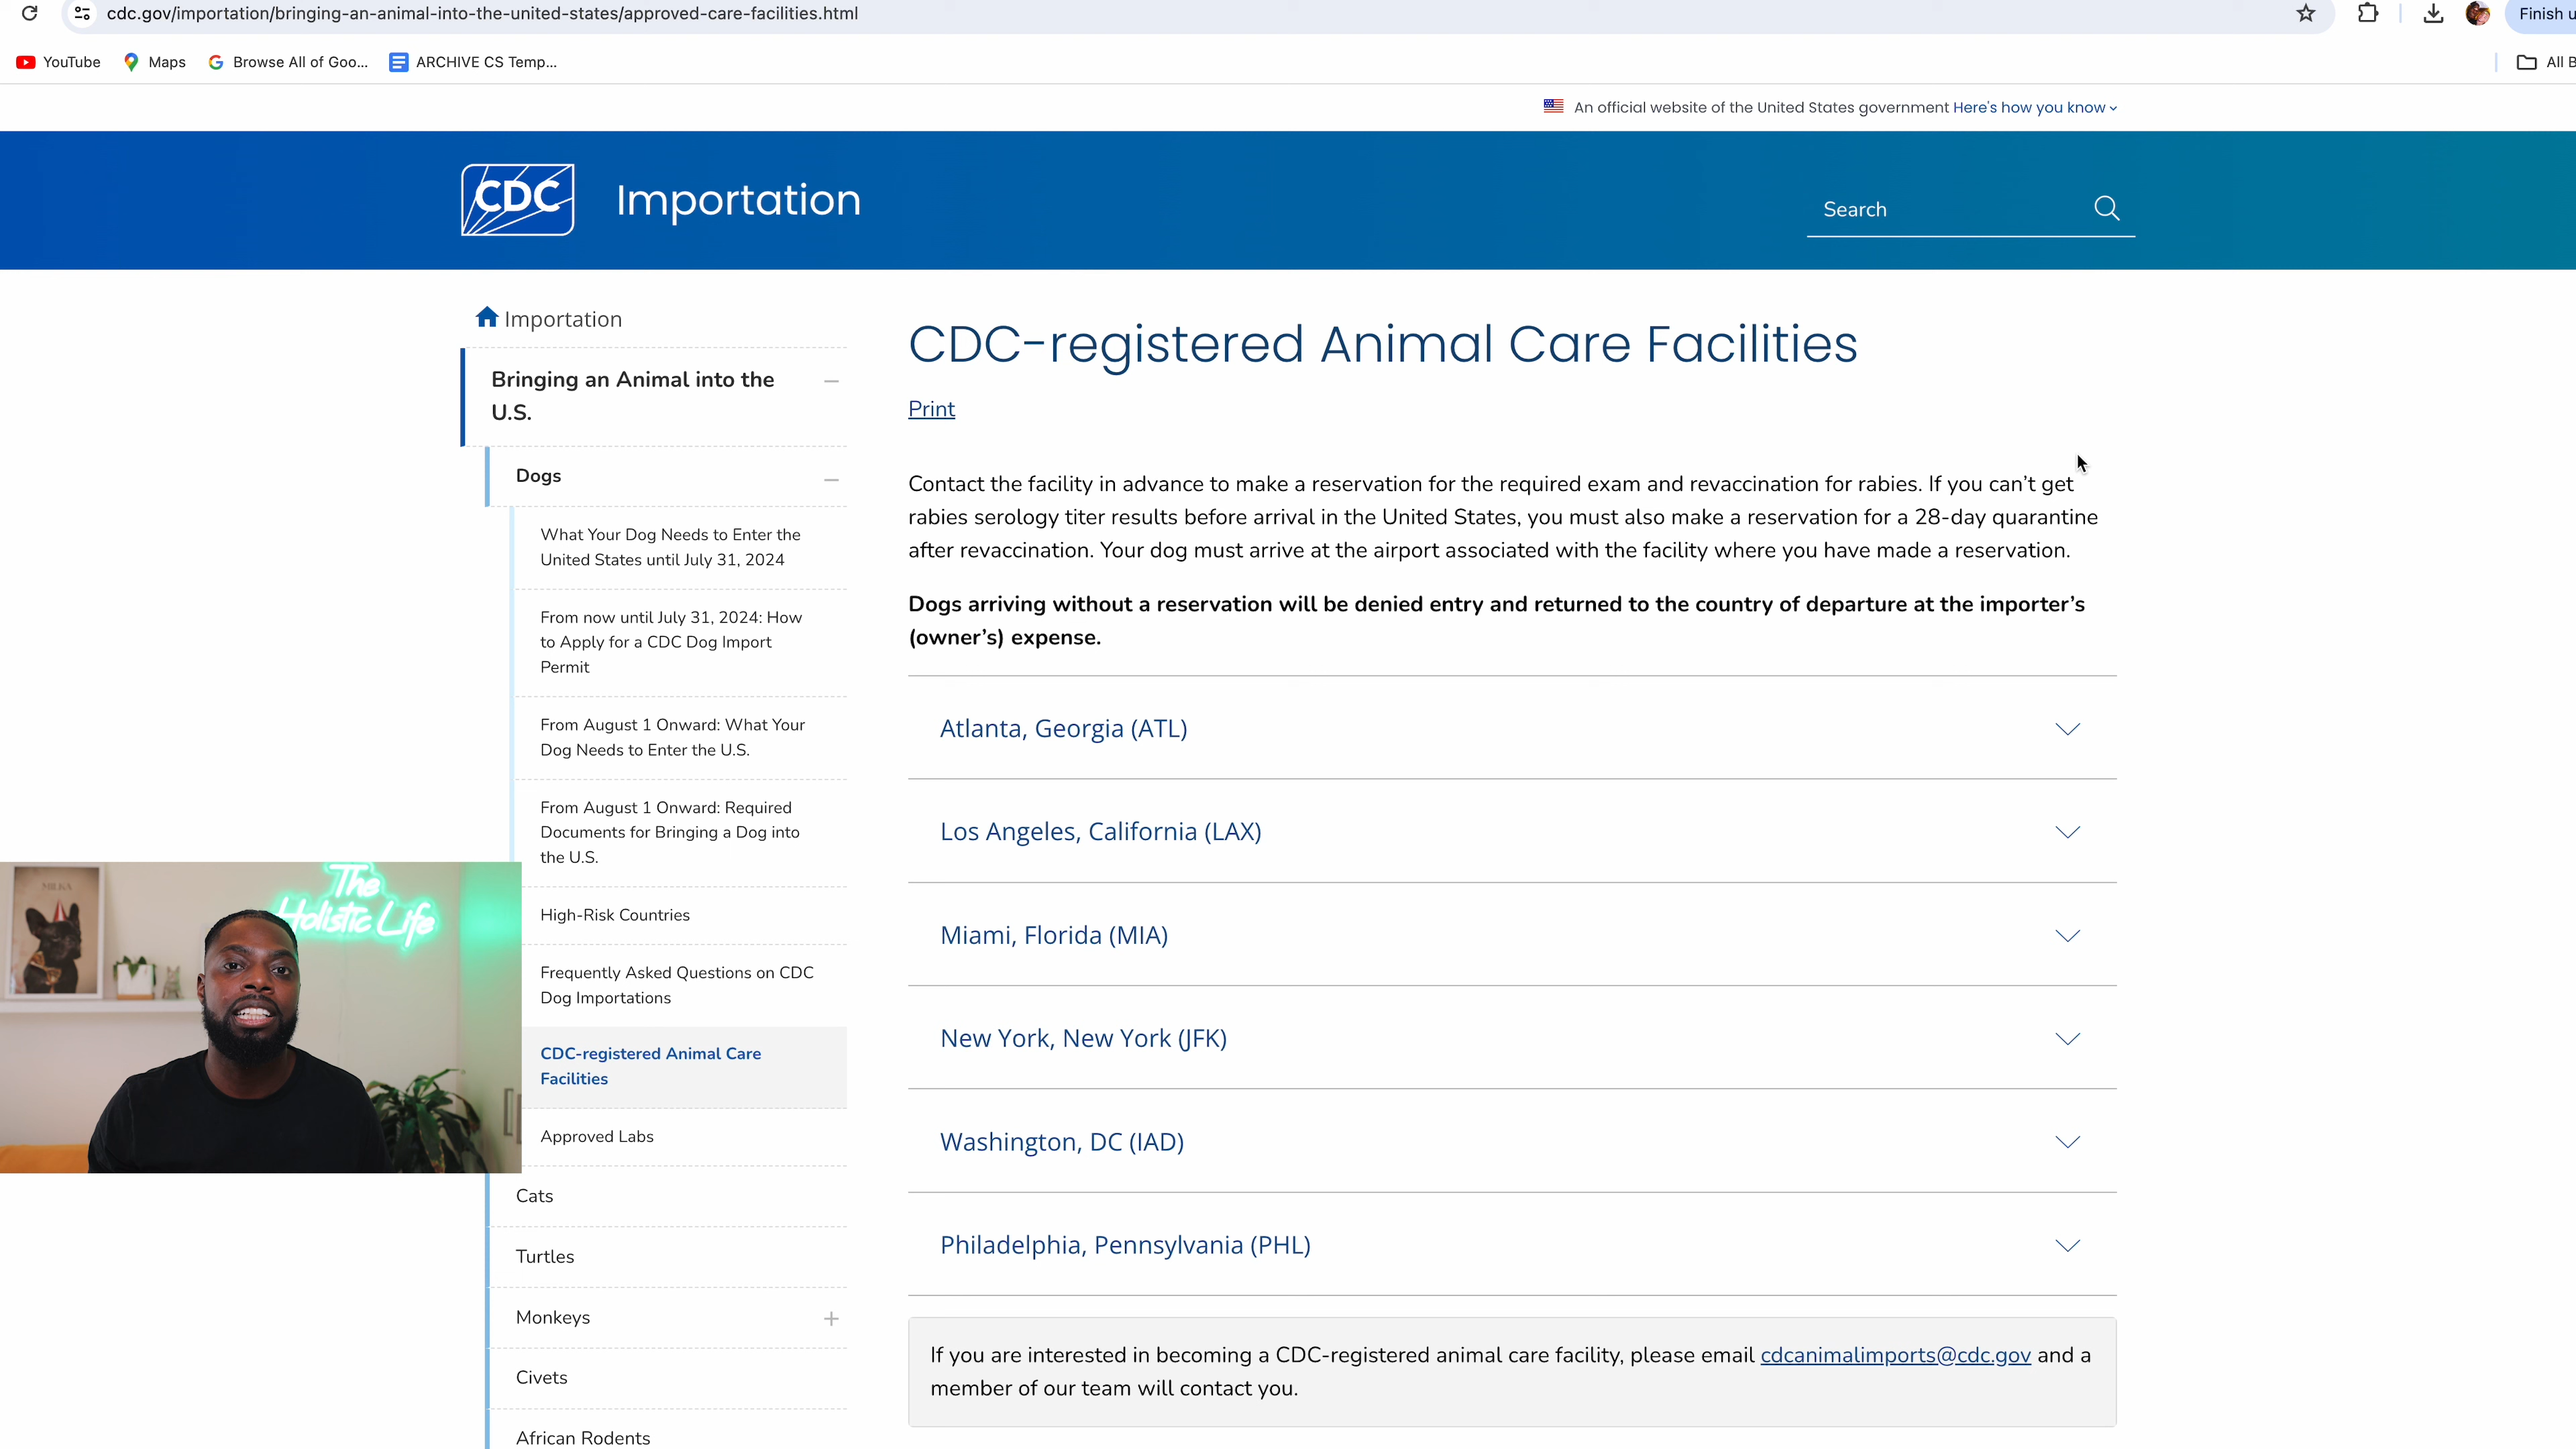 cdc.gov/importation/bringing-an-animal-into-the-united-states/approved-care-facilities.html
Finish u
YouTube
Maps
Browse All of Goo...
ARCHIVE CS Temp...
All B
An official website of the United States government Here's how you know
CDC
Importation
Search
Importation
Bringing an Animal into the
U.S.
Dogs
What Your Dog Needs to Enter the
United States until July 31, 2024
From now until July 31, 2024: How
to Apply for a CDC Dog Import
Permit
From August 1 Onward: What Your
Dog Needs to Enter the U.S.
From August 1 Onward: Required
Documents for Bringing a Dog into
the U.S.
High-Risk Countries
Frequently Asked Questions on CDC
Dog Importations
CDC-registered Animal Care
Facilities
Approved Labs
Cats
Turtles
Monkeys
Civets
African Rodents
CDC-registered Animal Care Facilities
Print
Contact the facility in advance to make a reservation for the required exam and revaccination for rabies. If you can't get
rabies serology titer results before arrival in the United States, you must also make a reservation for a 28-day quarantine
after revaccination. Your dog must arrive at the airport associated with the facility where you have made a reservation.
Dogs arriving without a reservation will be denied entry and returned to the country of departure at the importer's
(owner's) expense.
Atlanta, Georgia (ATL)
Los Angeles, California (LAX)
Miami, Florida (MIA)
New York, New York (JFK)
Washington, DC (IAD)
Philadelphia, Pennsylvania (PHL)
If you are interested in becoming a CDC-registered animal care facility, please email cdcanimalimports@cdc.gov and a
member of our team will contact you.
MILKA
The
Holistic Life